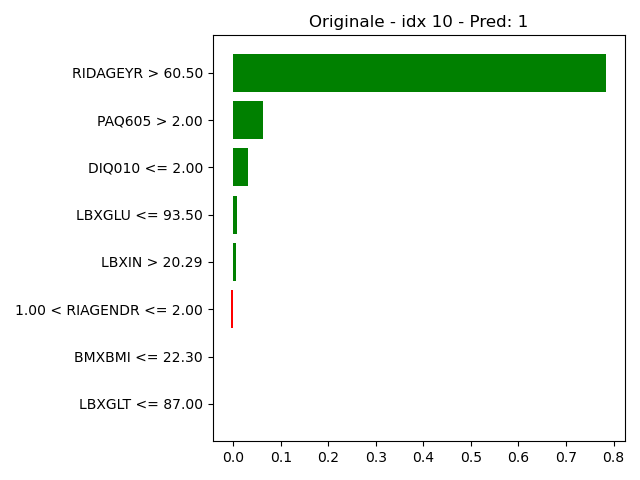 Originale - idx 10 - Pred: 1
RIDAGEYR > 60.50
PAQ605 > 2.00
DIQ010 <= 2.00
LBXGLU <= 93.50
LBXIN > 20.29
1.00 < RIAGENDR <= 2.00
BMXBMI <= 22.30
LBXGLT <= 87.00
0.0 0.1 0.2 0.3 0.4 0.5 0.6 0.7 0.8